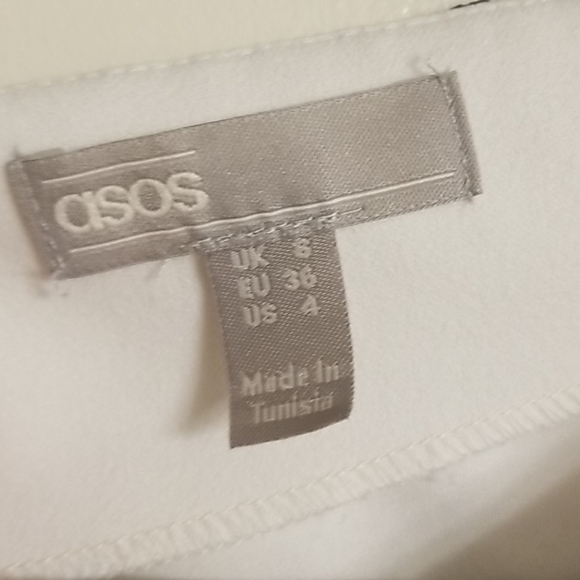 asos
UK 8
EU 36
US 4
Made In
Tunisia